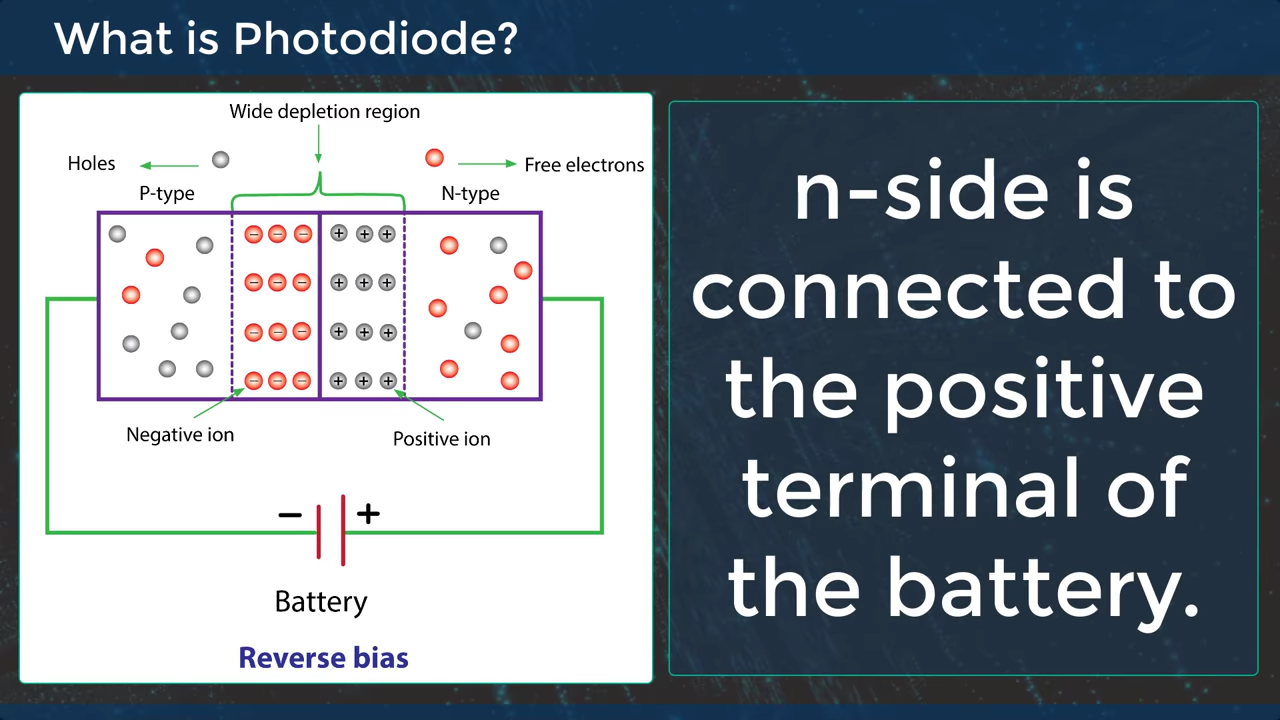 What is Photodiode?
Wide depletion region
Holes
Free electrons
P-type
N-type
Negative ion
Positive ion
− +
Battery
Reverse bias
n-side is
connected to
the positive
terminal of
the battery.